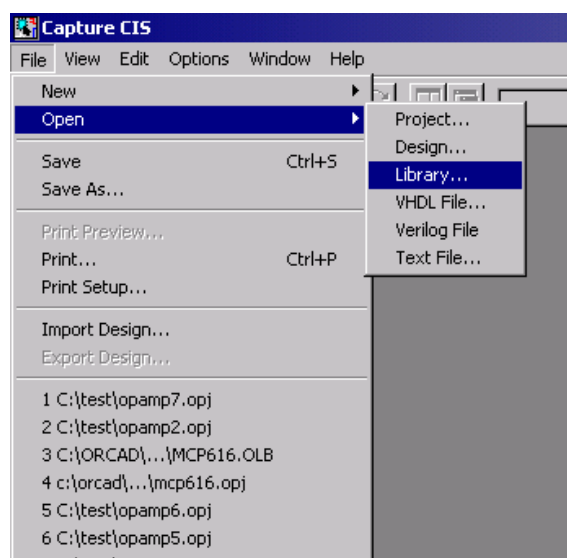 Capture CIS
File View Edit Options Window Help
New
Open
Save Ctrl+S
Save As...
Print Preview...
Print... Ctrl+P
Print Setup...
Import Design...
Export Design...
1 C:\test\opamp7.opj
2 C:\test\opamp2.opj
3 C:\ORCAD\...\MCP616.OLB
4 c:\orcad\...\mcp616.opj
5 C:\test\opamp6.opj
6 C:\test\opamp5.opj
Project...
Design...
Library...
VHDL File...
Verilog File
Text File...